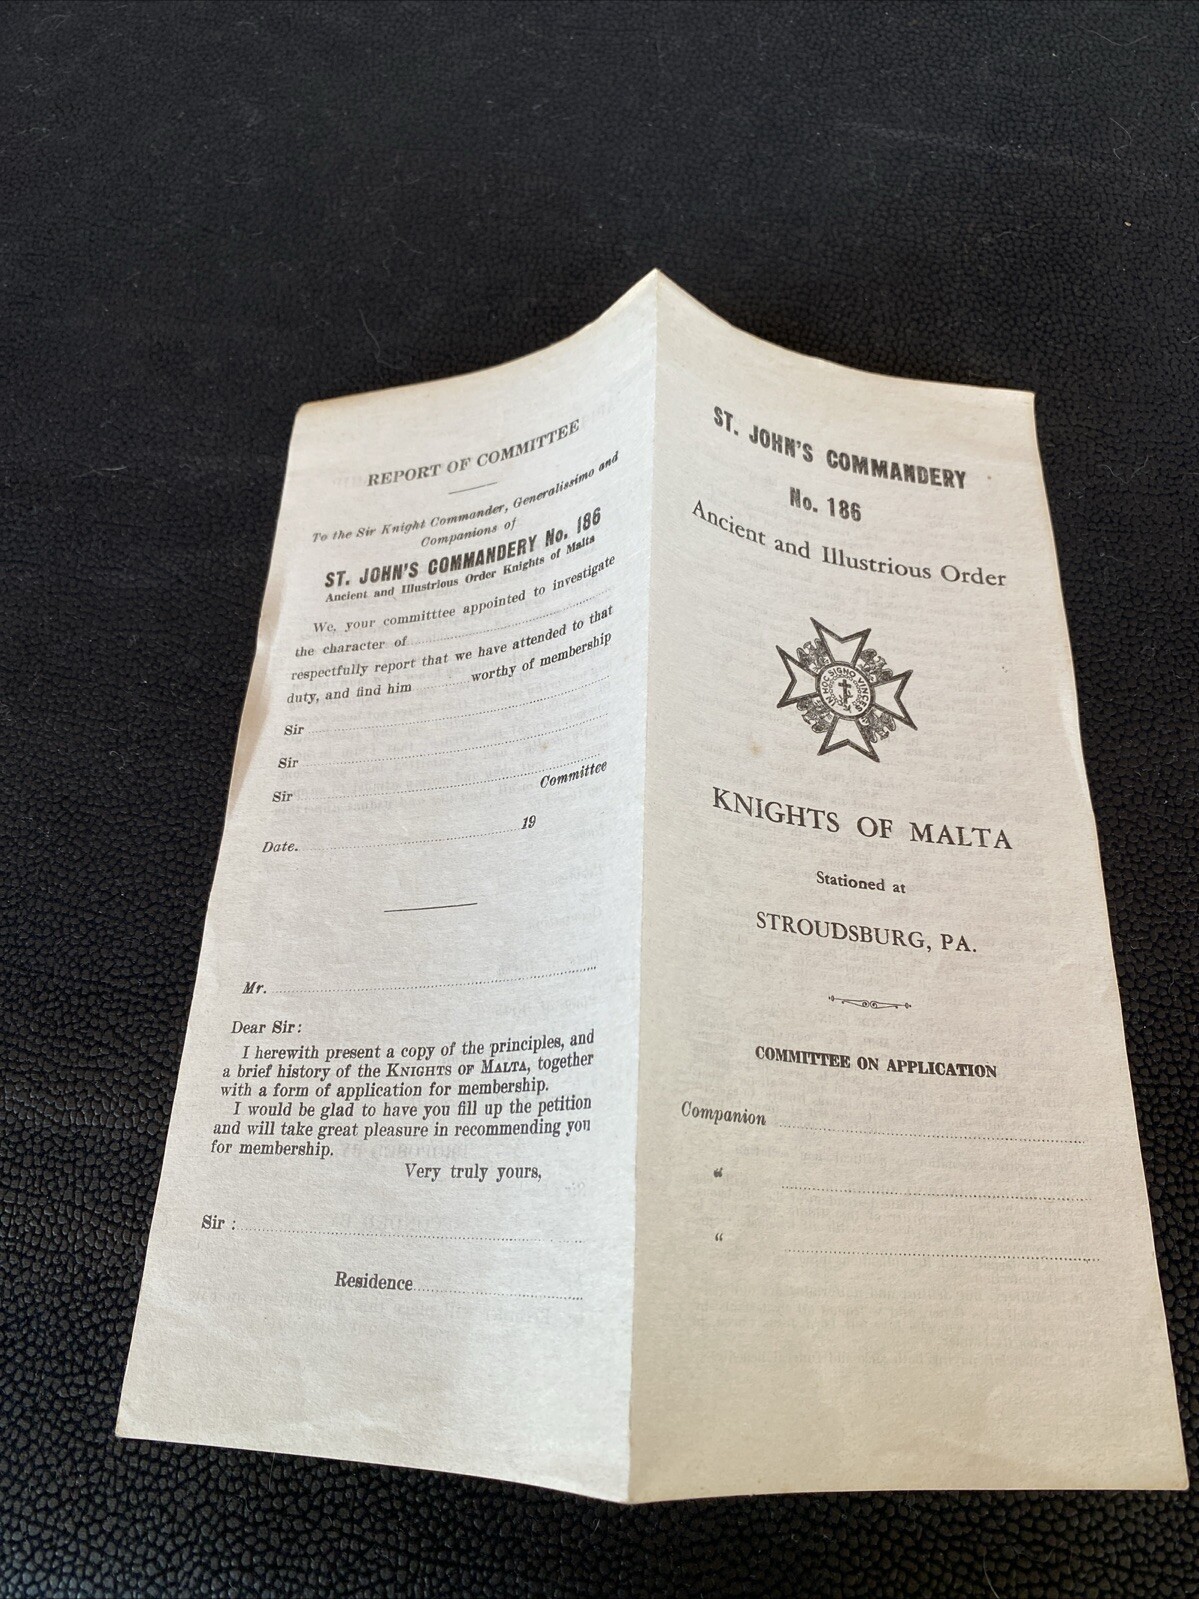 REPORT OF COMMITTEE
To the Sir Knight Commander, Generalissimo and
Companions of
ST. JOHN'S COMMANDERY No. 186
Ancient and Illustrious Order Knights of Malta
We, your committtee appointed to investigate
the character of
respectfully report that we have attended to that
duty, and find him worthy of membership
Sir
Sir
Sir
Committee
Date. 19
Mr.
Dear Sir:
I herewith present a copy of the principles, and
a brief history of the KNIGHTS OF MALTA, together
with a form of application for membership.
I would be glad to have you fill up the petition
and will take great pleasure in recommending you
for membership.
Very truly yours,
Sir :
Residence
ST. JOHN'S COMMANDERY
No. 186
Ancient and Illustrious Order
IN HOC SIGNO VINCES
KNIGHTS OF MALTA
Stationed at
STROUDSBURG, PA.
COMMITTEE ON APPLICATION
Companion
"
"